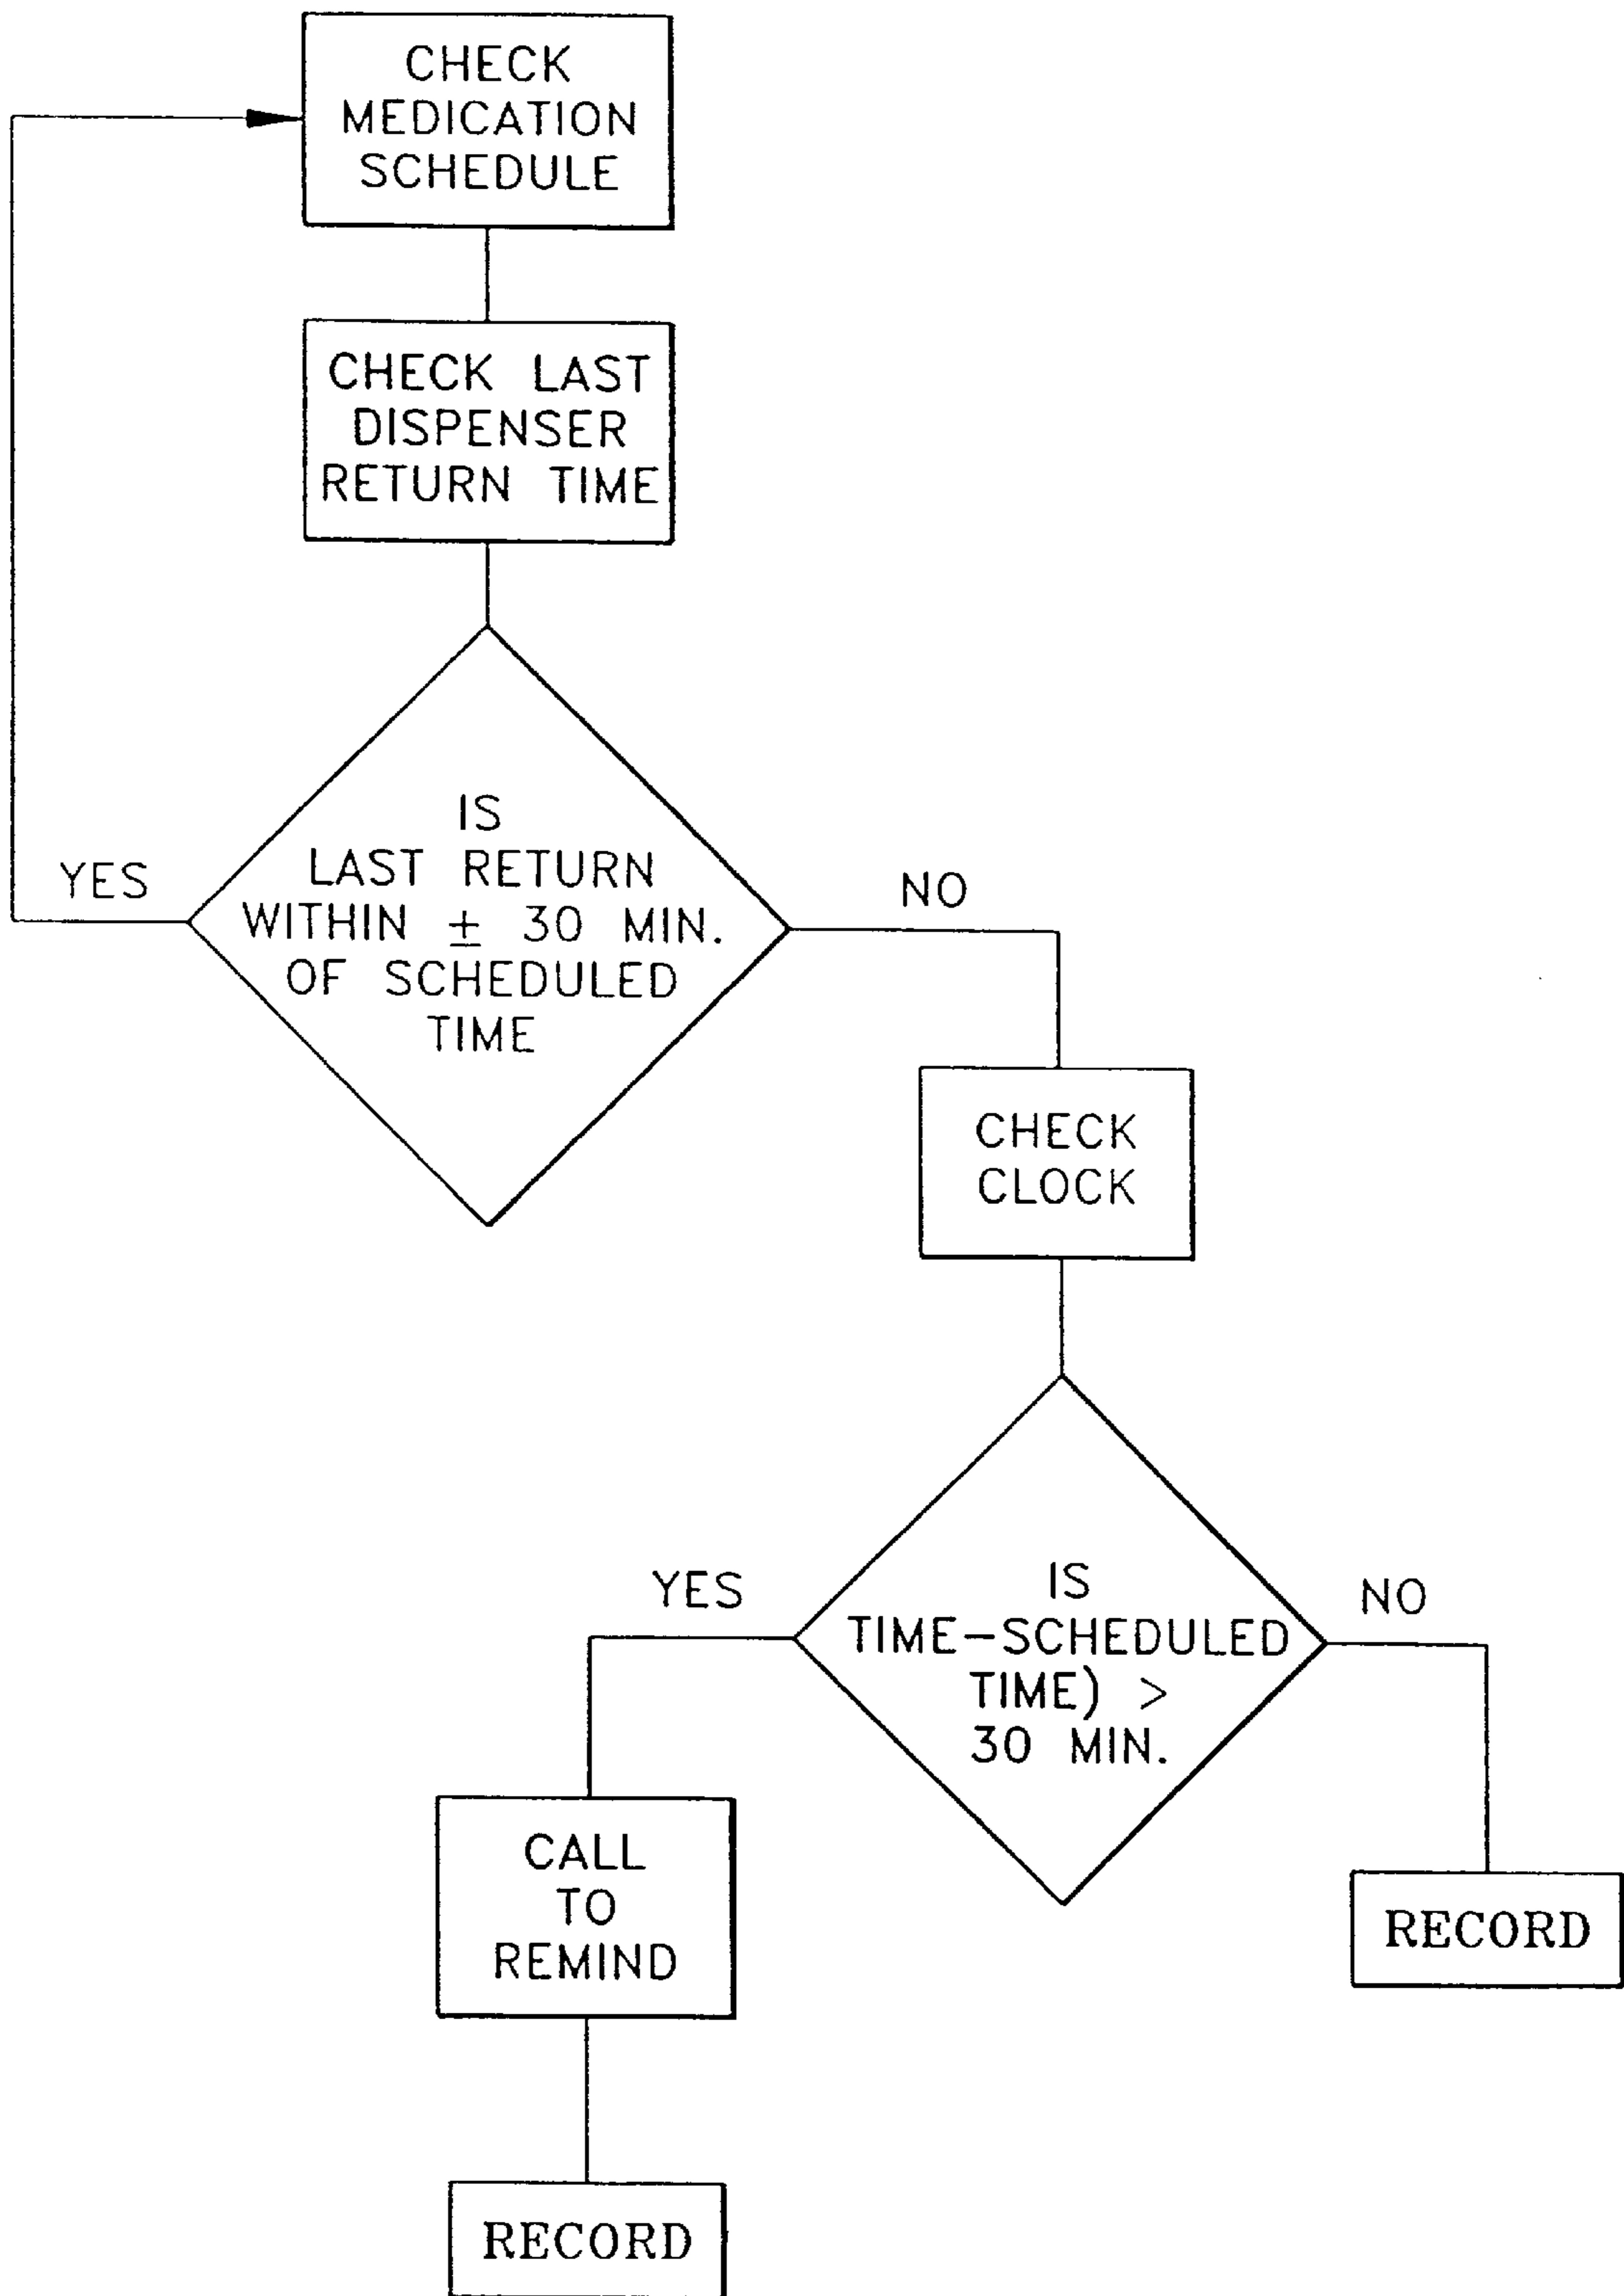 CHECK
MEDICATION
SCHEDULE
CHECK LAST
DISPENSER
RETURN TIME
IS
LAST RETURN
WITHIN ± 30 MIN.
OF SCHEDULED
TIME
YES
NO
CHECK
CLOCK
IS
TIME-SCHEDULED
TIME) >
30 MIN.
YES
NO
CALL
TO
REMIND
RECORD
RECORD